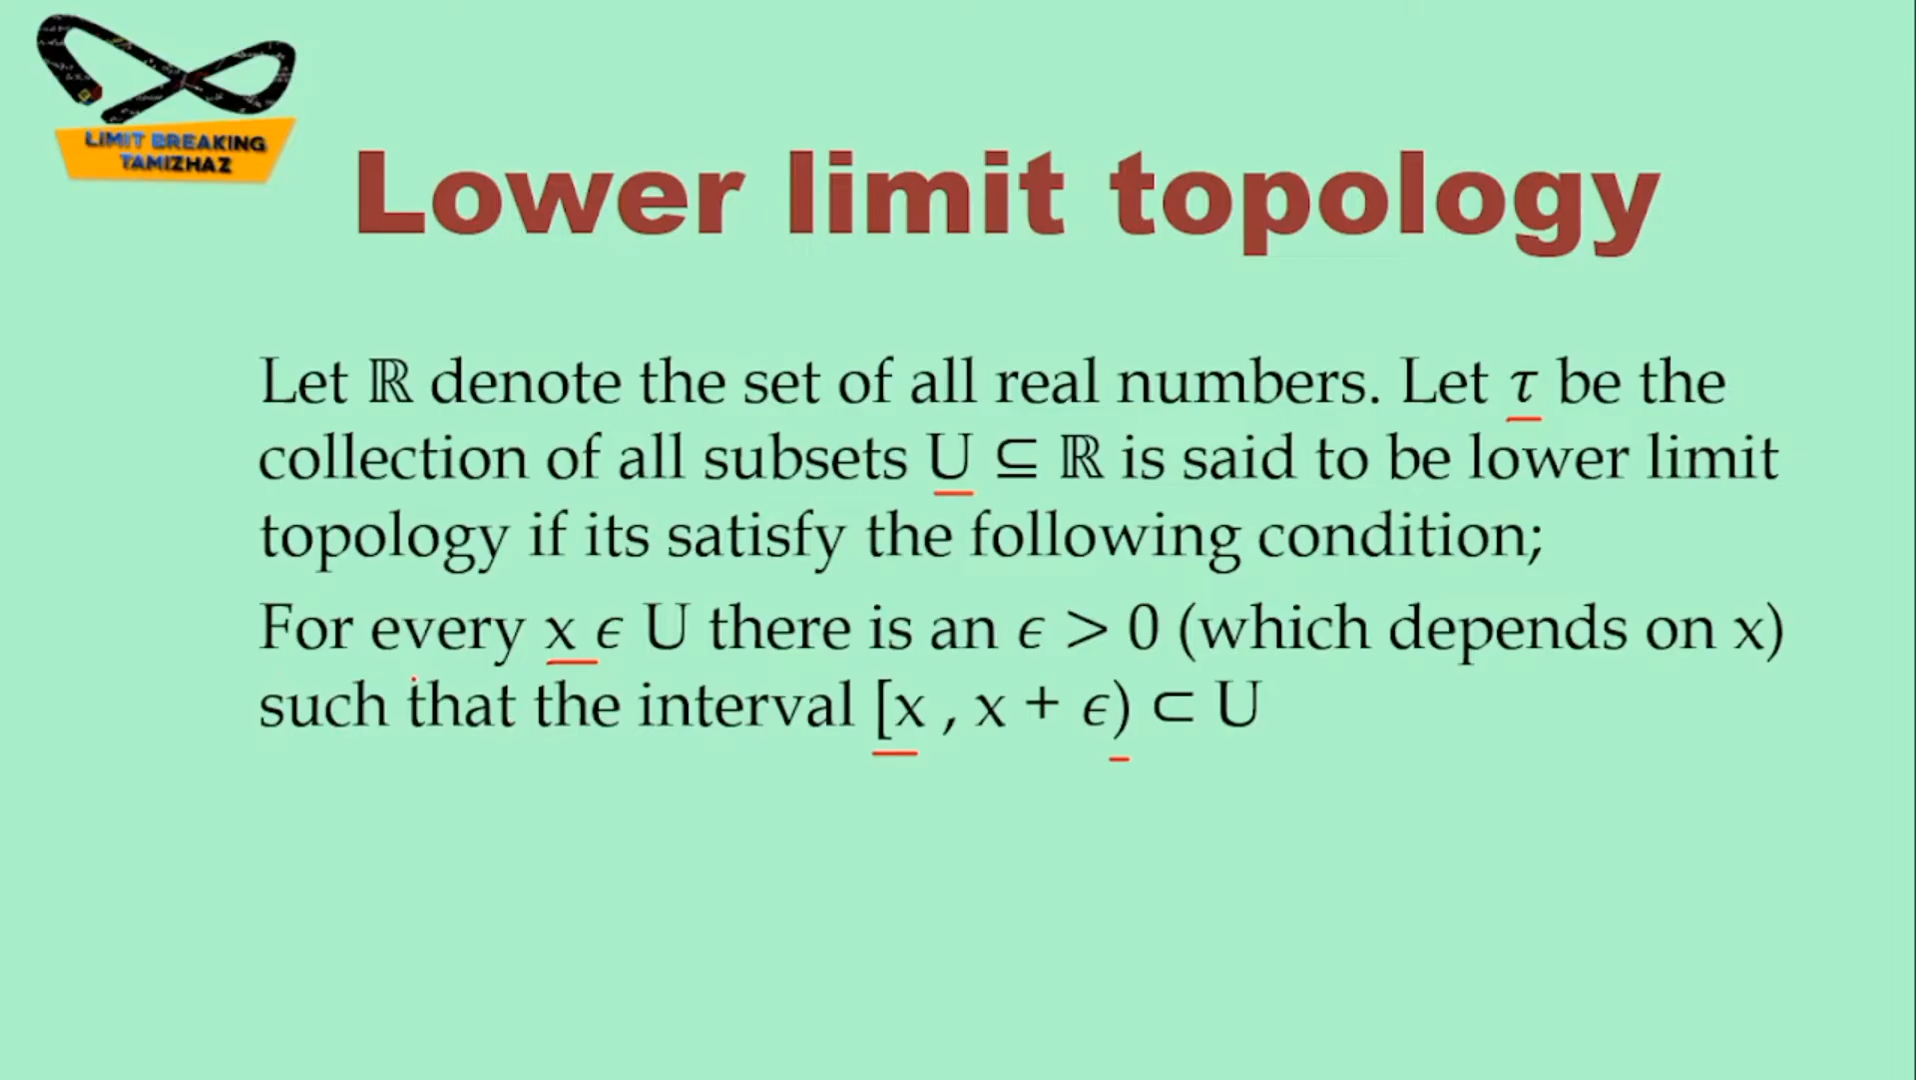 LIMIT BREAKING
TAMIZHAZ
Lower limit topology
Let ℝ denote the set of all real numbers. Let τ be the
collection of all subsets U ⊆ ℝ is said to be lower limit
topology if its satisfy the following condition;
For every x ϵ U there is an ϵ > 0 (which depends on x)
such that the interval [x , x + ϵ) ⊂ U